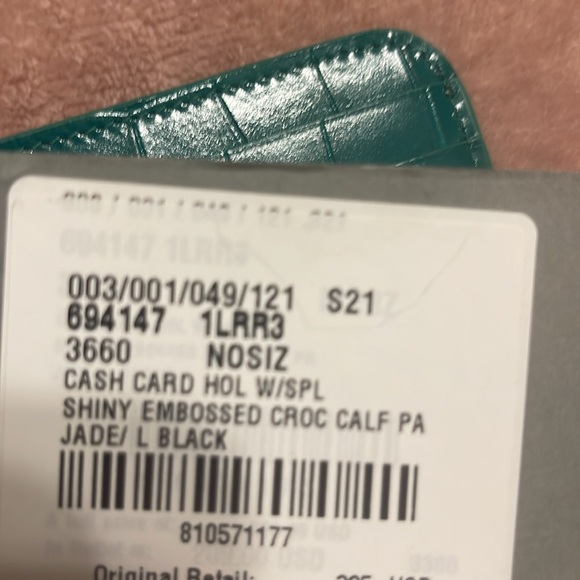 003/001/049/121 S21
694147 1LRR3
3660 NOSIZ
CASH CARD HOL W/SPL
SHINY EMBOSSED CROC CALF PA
JADE/ L BLACK
810571177
Original Retail: